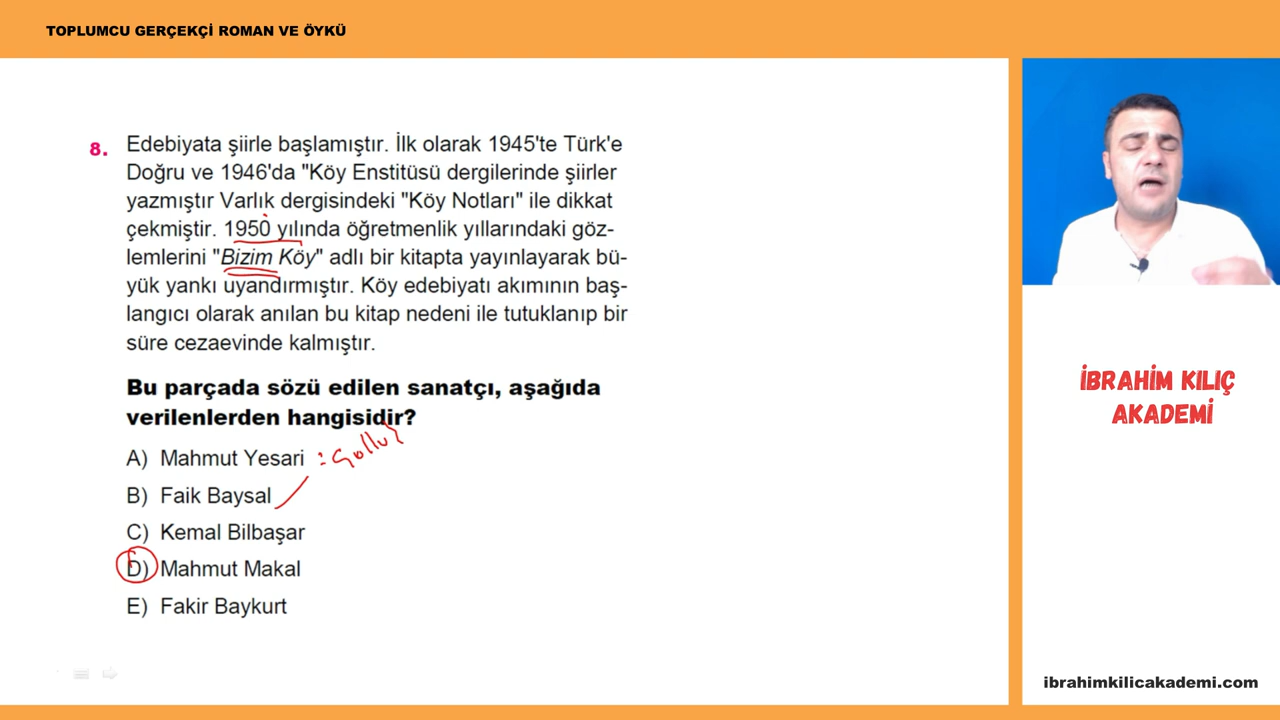 TOPLUMCU GERÇEKÇİ ROMAN VE ÖYKÜ
8. Edebiyata şiirle başlamıştır. İlk olarak 1945'te Türk'e
Doğru ve 1946'da "Köy Enstitüsü dergilerinde şiirler
yazmıştır Varlık dergisindeki "Köy Notları" ile dikkat
çekmiştir. 1950 yılında öğretmenlik yıllarındaki göz-
lemlerini "Bizim Köy" adlı bir kitapta yayınlayarak bü-
yük yankı uyandırmıştır. Köy edebiyatı akımının baş-
langıcı olarak anılan bu kitap nedeni ile tutuklanıp bir
süre cezaevinde kalmıştır.
Bu parçada sözü edilen sanatçı, aşağıda
verilenlerden hangisidir?
A) Mahmut Yesari
B) Faik Baysal
C) Kemal Bilbaşar
D) Mahmut Makal
E) Fakir Baykurt
İBRAHİM KILIÇ
AKADEMİ
ibrahimkilicakademi.com